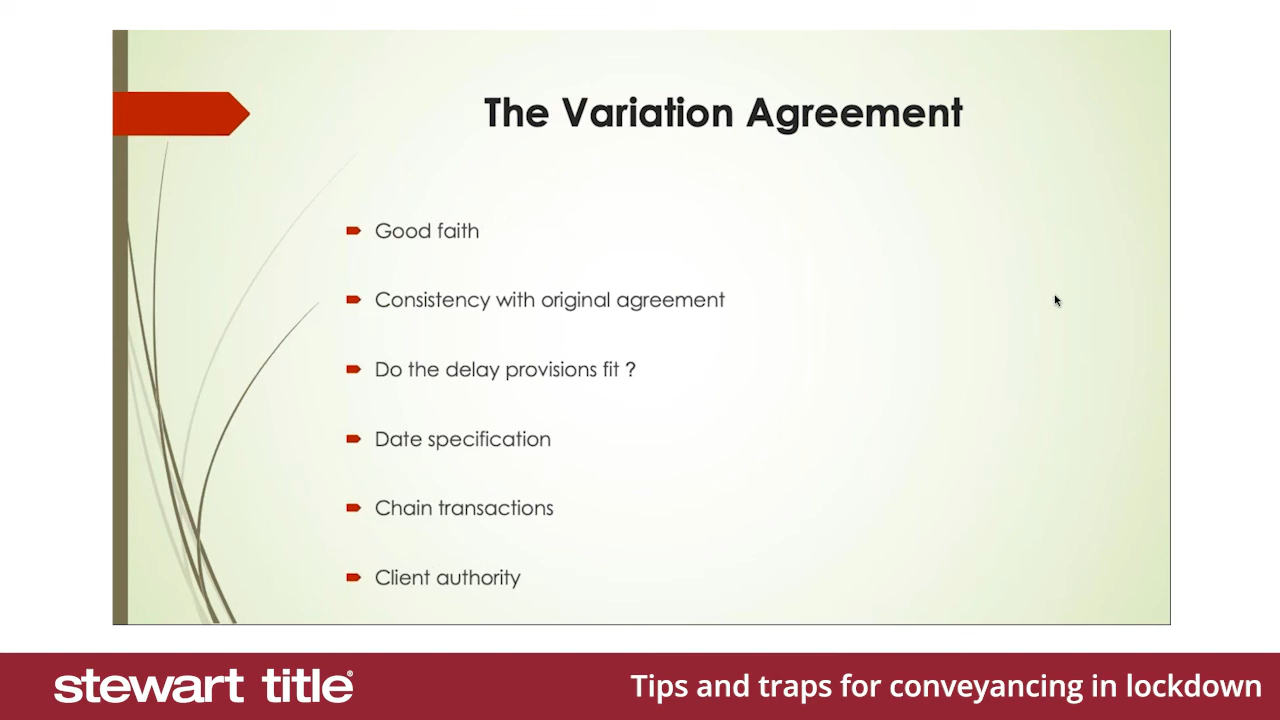 The Variation Agreement
Good faith
Consistency with original agreement
Do the delay provisions fit ?
Date specification
Chain transactions
Client authority
stewart title®
Tips and traps for conveyancing in lockdown